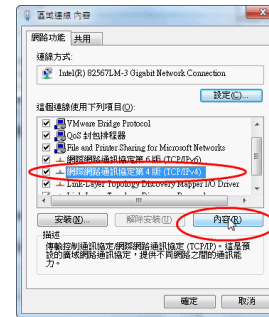 區域連線 內容
網路功能 共用
連線方式:
Intel(R) 82567LM-3 Gigabit Network Connection
設定(C)...
這個連線使用下列項目(O):
VMware Bridge Protocol
QoS 封包排程器
File and Printer Sharing for Microsoft Networks
網際網路通訊協定第 6 版 (TCP/IPv6)
網際網路通訊協定第 4 版 (TCP/IPv4)
Link-Layer Topology Discovery Mapper I/O Driver
安裝(N)... 解除安裝(U) 內容(R)
描述
傳輸控制通訊協定/網際網路通訊協定 (TCP/IP)。這是預
設的廣域網路通訊協定，提供不同網路之間的通訊能
力。
確定 取消